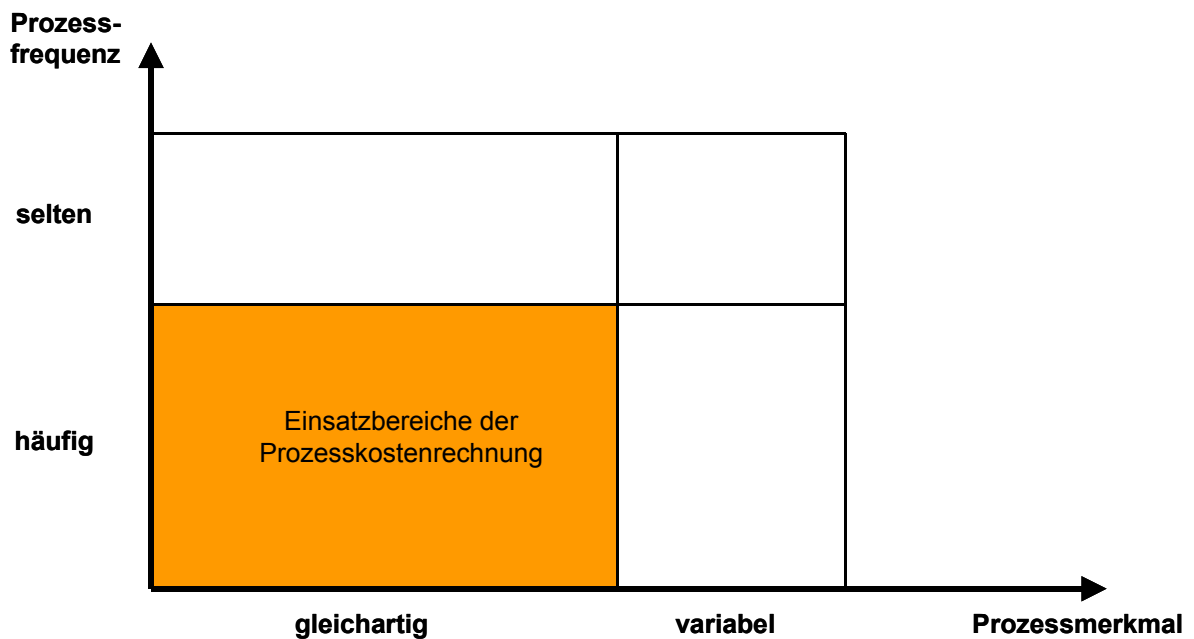 Prozess-
frequenz
selten
häufig
Einsatzbereiche der
Prozesskostenrechnung
gleichartig
variabel
Prozessmerkmal